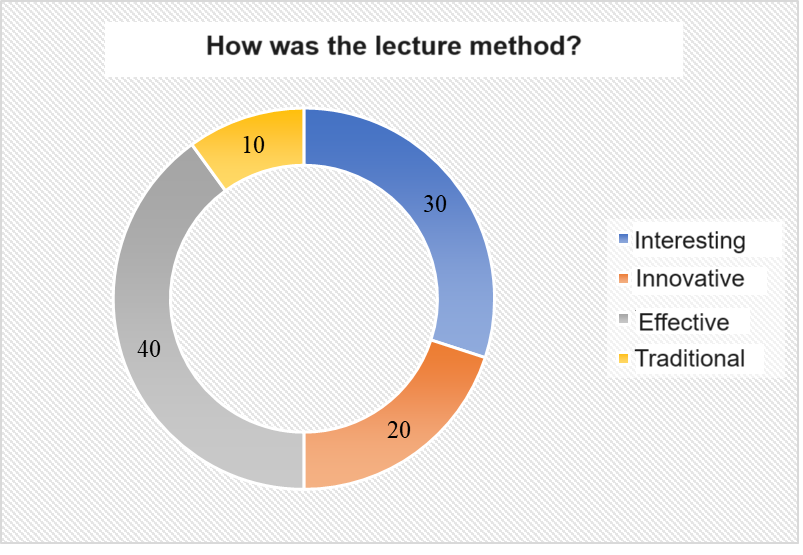 How was the lecture method?
10
30
40
20
Interesting
Innovative
Effective
Traditional